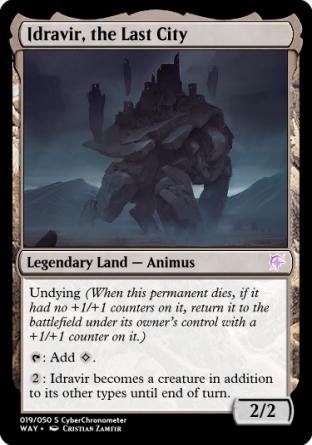 Idravir, the Last City
Legendary Land — Animus
Undying (When this permanent dies, if it
had no +1/+1 counters on it, return it to the
battlefield under its owner's control with a
+1/+1 counter on it.)
: Add .
2: Idravir becomes a creature in addition
to its other types until end of turn.
2/2
019/050 S CyberChronometer
WAY • Cristian Zamfir